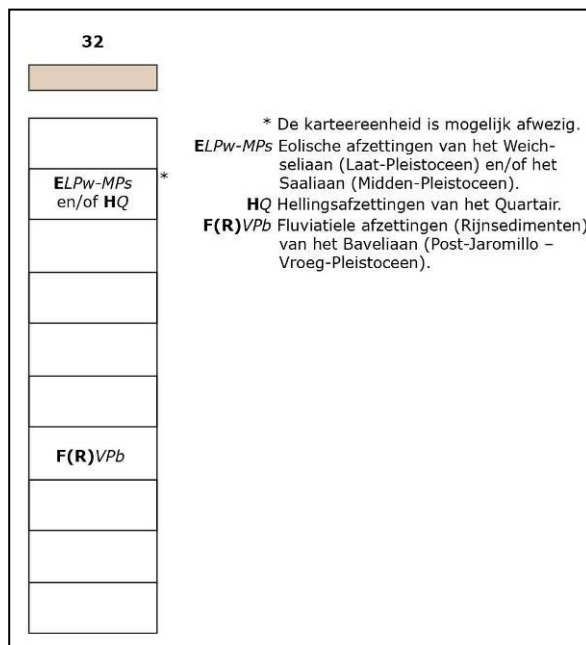 32
* De karteereenheid is mogelijk afwezig.
ELPw-MPs Eolische afzettingen van het Weich-
seliaan (Laat-Pleistoceen) en/of het
Saaliaan (Midden-Pleistoceen).
HQ Hellingsafzettingen van het Quartair.
F(R)VPb Fluviatiele afzettingen (Rijnsedimenten)
van het Baveliaan (Post-Jaromillo –
Vroeg-Pleistoceen).
ELPw-MPs *
en/of HQ
F(R)VPb